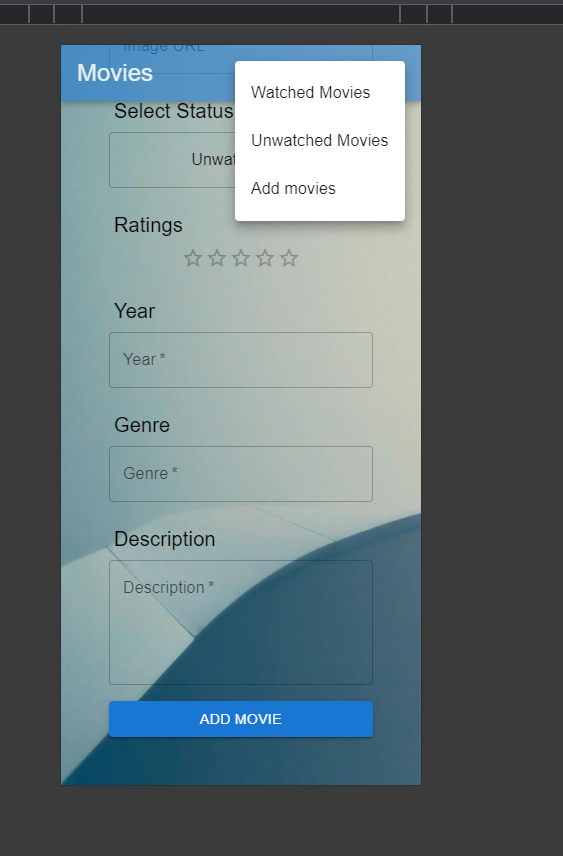 Image URL
Movies
Watched Movies
Select Status
Unwatched Movies
Unwat
Add movies
Ratings
Year
Year *
Genre
Genre *
Description
Description *
ADD MOVIE